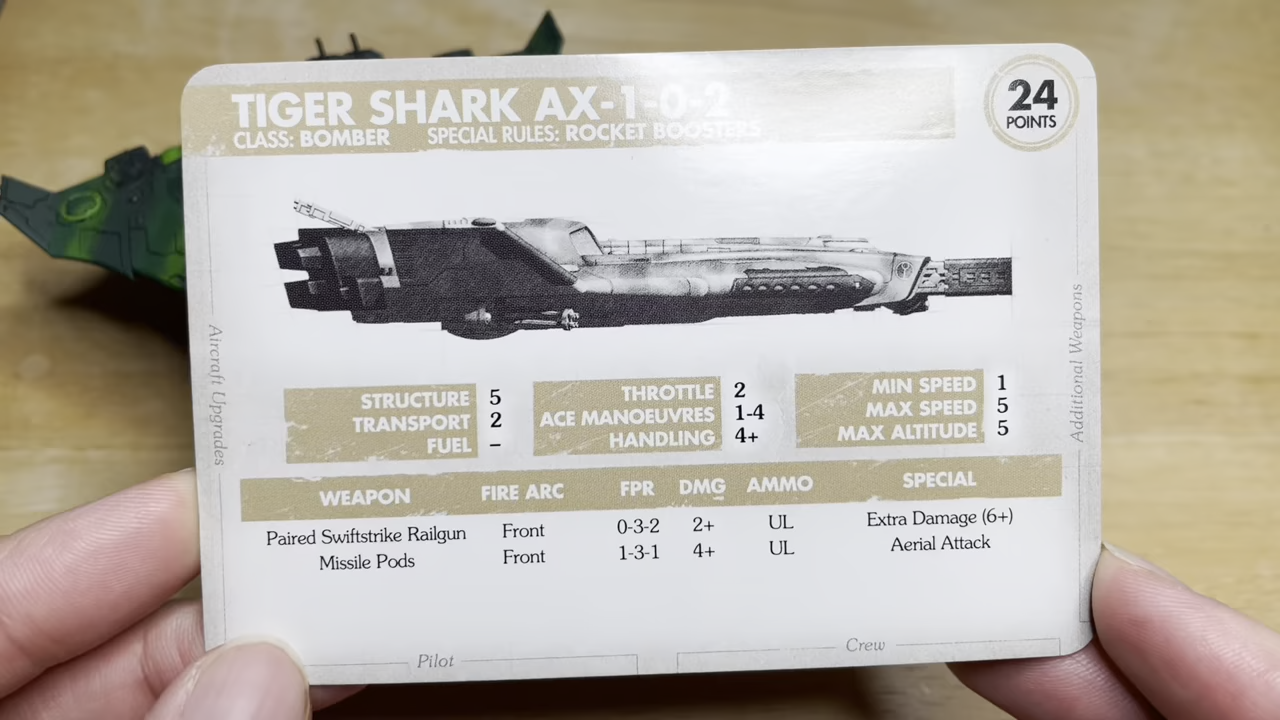 TIGER SHARK AX-1-0-2
24
CLASS: BOMBER SPECIAL RULES: ROCKET BOOSTERS
POINTS
Aircraft Upgrades
Additional Weapons
STRUCTURE 5
TRANSPORT 2
FUEL –
THROTTLE 2
ACE MANOEUVRES 1-4
HANDLING 4+
MIN SPEED 1
MAX SPEED 5
MAX ALTITUDE 5
WEAPON FIRE ARC FPR DMG AMMO SPECIAL
Paired Swiftstrike Railgun Front 0-3-2 2+ UL Extra Damage (6+)
Missile Pods Front 1-3-1 4+ UL Aerial Attack
Pilot
Crew